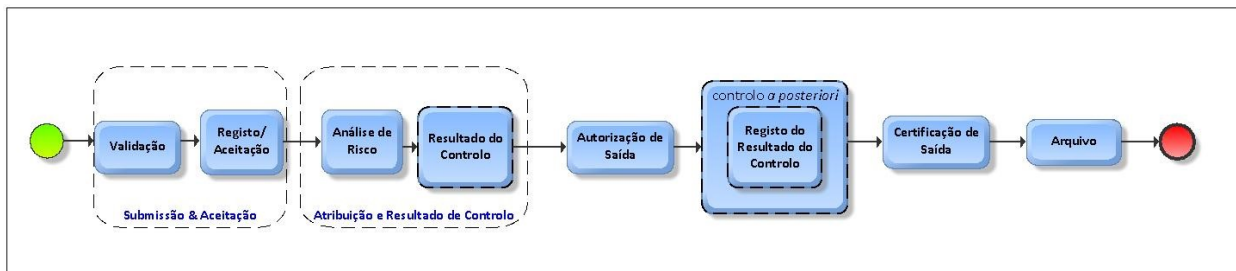 Validação
Registo/
Aceitação
Submissão & Aceitação
Análise de
Risco
Resultado do
Controlo
Atribuição e Resultado de Controlo
Autorização de
Saída
controlo a posteriori
Registo do
Resultado do
Controlo
Certificação de
Saída
Arquivo